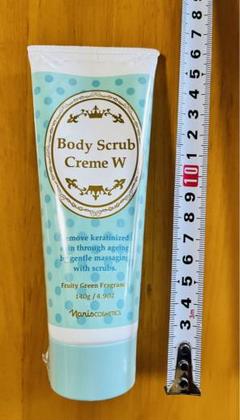 Body Scrub
Creme W
Remove keratinized
skin through ageing
by gentle massaging
with scrubs.
Fruity Green Fragrance
140g / 4.9oz
Naris COSMETICS
3 4 5 6 7 8 9 10 1 2 3 4 5 6 7 8